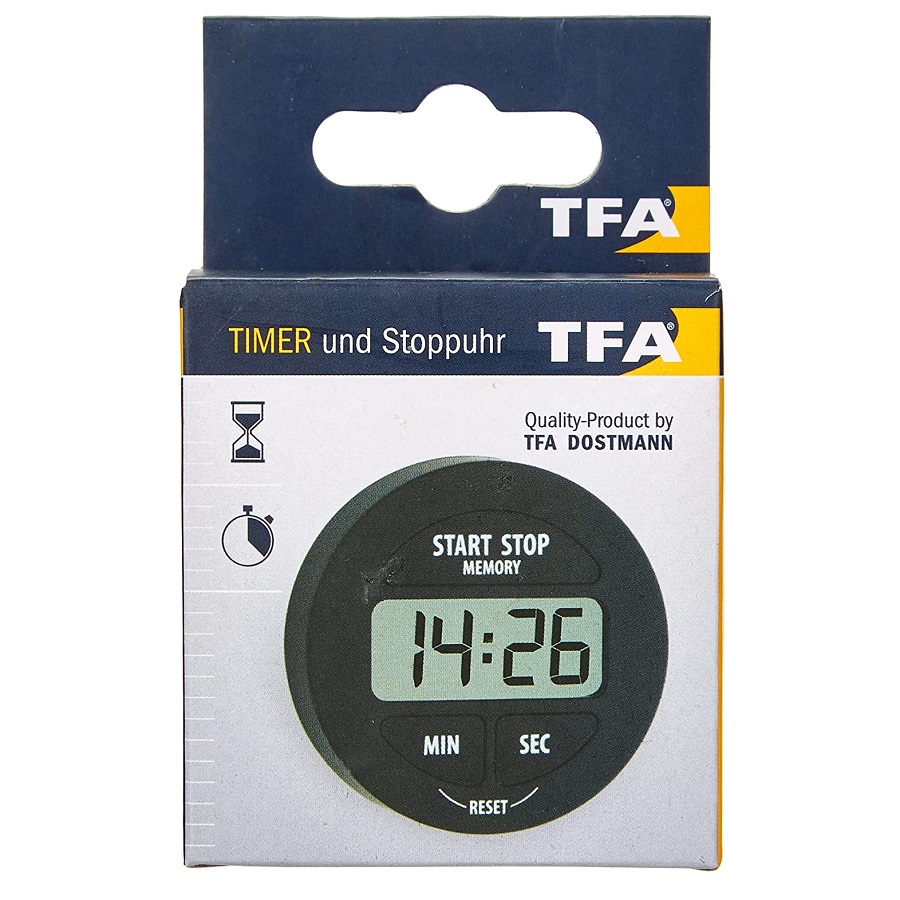 TFA®
TIMER und Stoppuhr
TFA®
Quality-Product by
TFA DOSTMANN
START STOP
MEMORY
14:26
MIN SEC
RESET